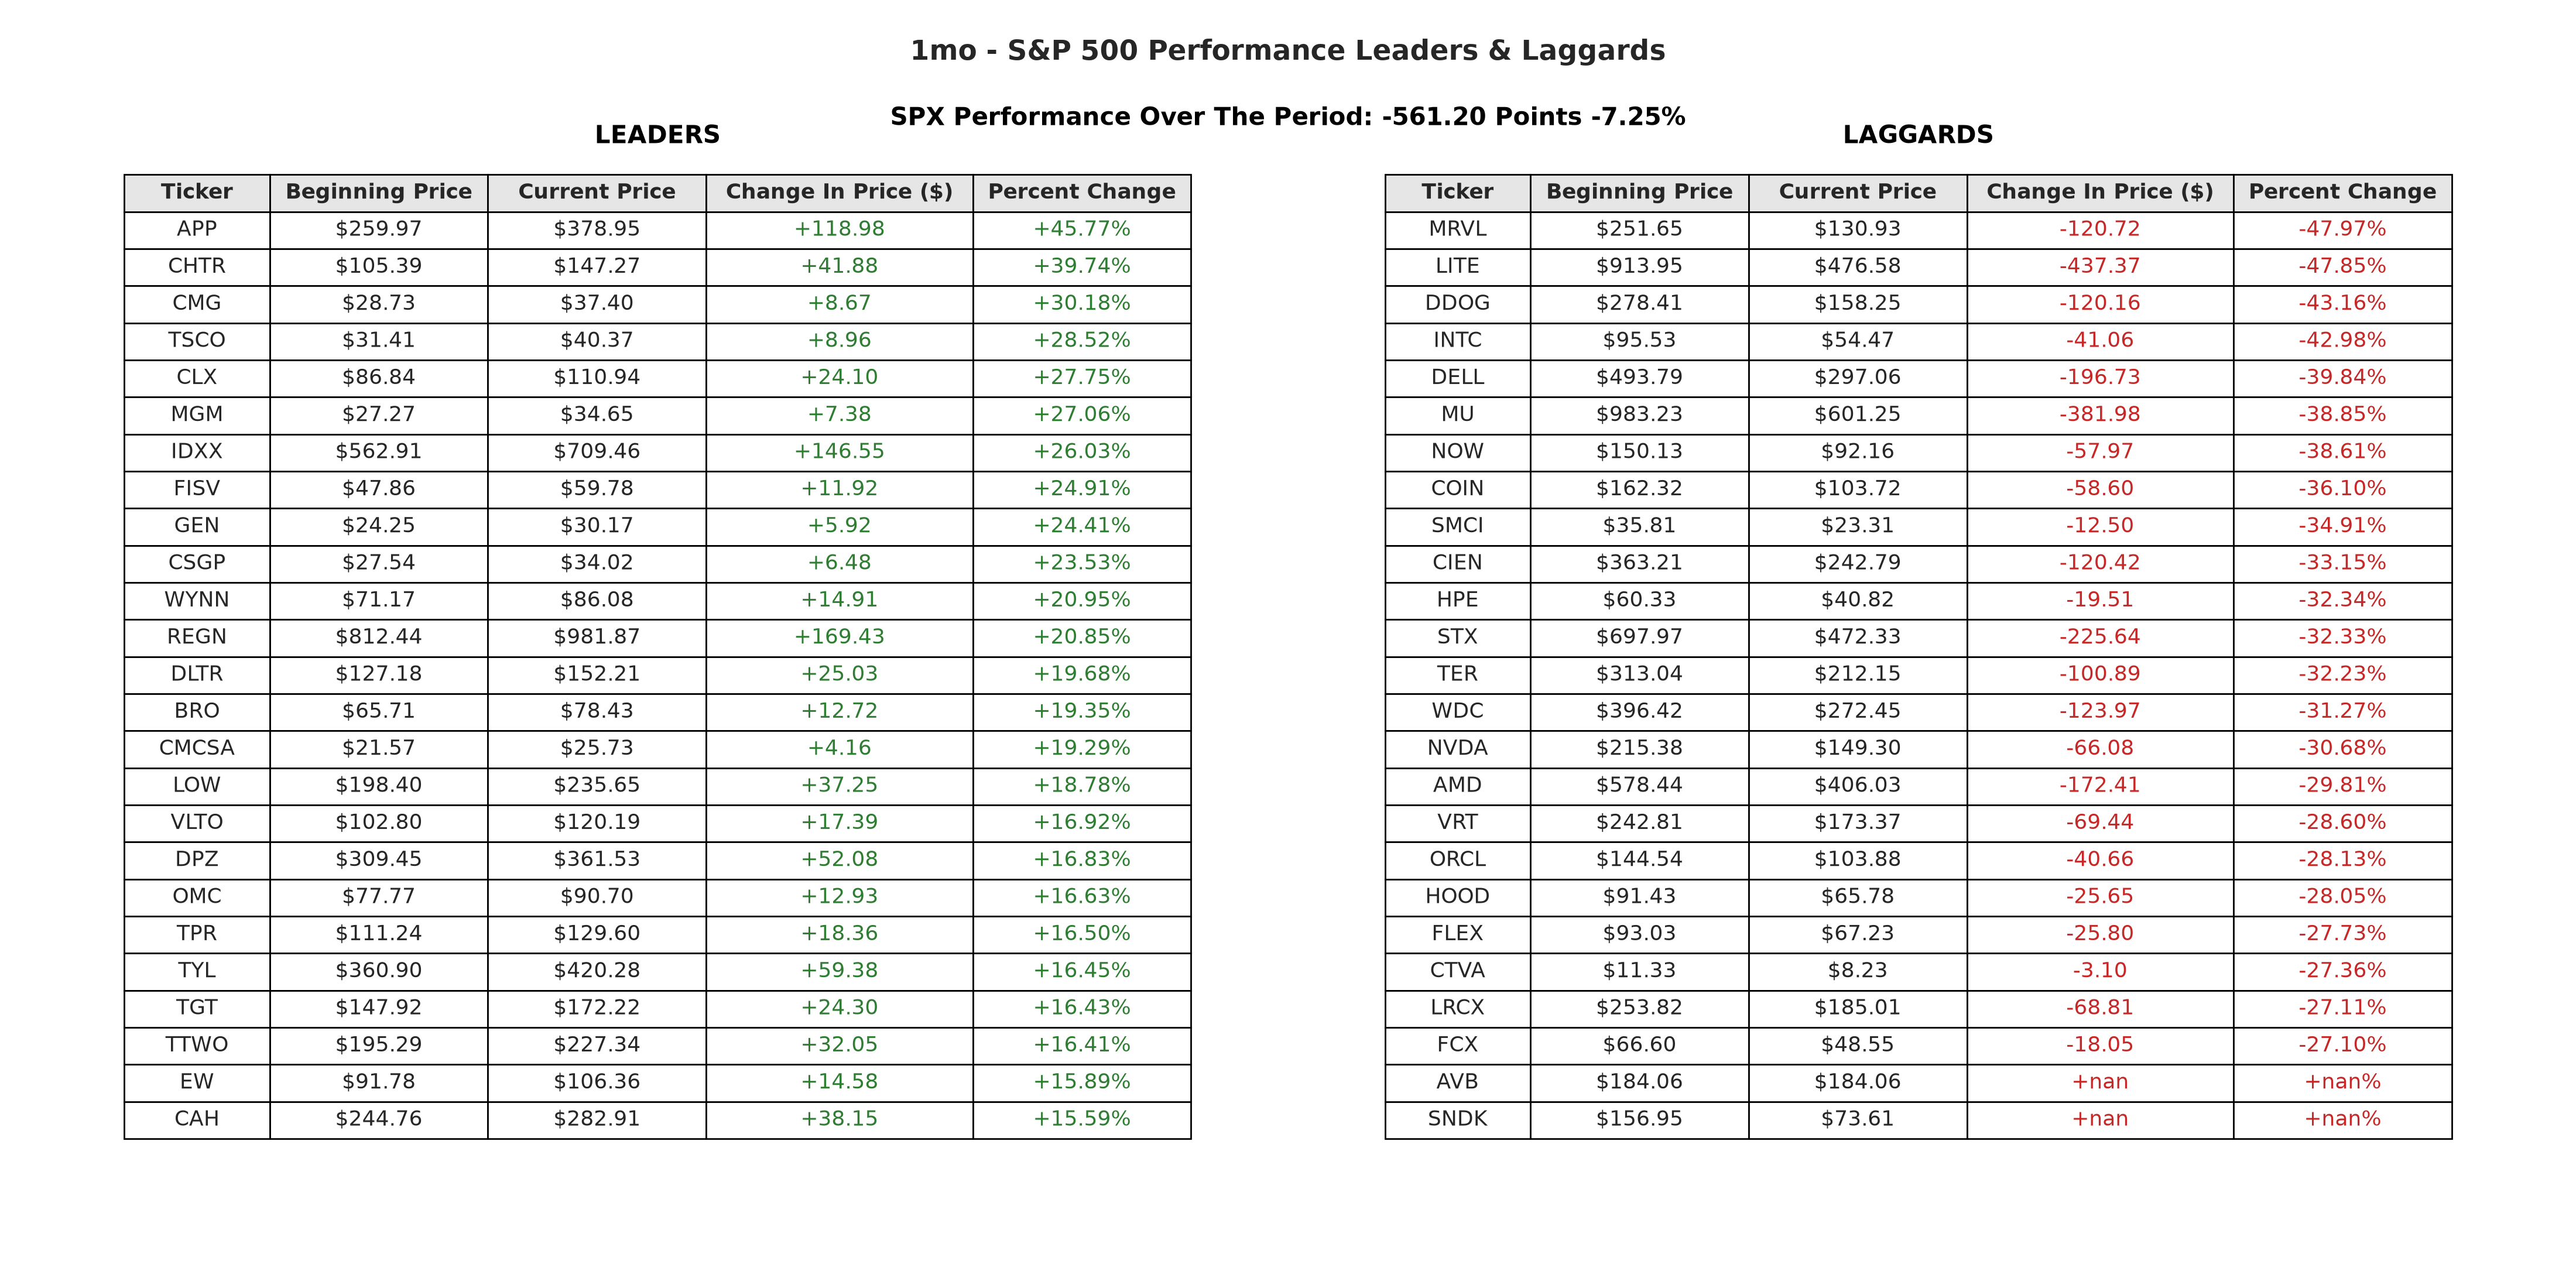 1mo - S&P 500 Performance Leaders & Laggards
SPX Performance Over The Period: -561.20 Points -7.25%
LEADERS
Ticker Beginning Price Current Price Change In Price ($) Percent Change
APP $259.97 $378.95 +118.98 +45.77%
CHTR $105.39 $147.27 +41.88 +39.74%
CMG $28.73 $37.40 +8.67 +30.18%
TSCO $31.41 $40.37 +8.96 +28.52%
CLX $86.84 $110.94 +24.10 +27.75%
MGM $27.27 $34.65 +7.38 +27.06%
IDXX $562.91 $709.46 +146.55 +26.03%
FISV $47.86 $59.78 +11.92 +24.91%
GEN $24.25 $30.17 +5.92 +24.41%
CSGP $27.54 $34.02 +6.48 +23.53%
WYNN $71.17 $86.08 +14.91 +20.95%
REGN $812.44 $981.87 +169.43 +20.85%
DLTR $127.18 $152.21 +25.03 +19.68%
BRO $65.71 $78.43 +12.72 +19.35%
CMCSA $21.57 $25.73 +4.16 +19.29%
LOW $198.40 $235.65 +37.25 +18.78%
VLTO $102.80 $120.19 +17.39 +16.92%
DPZ $309.45 $361.53 +52.08 +16.83%
OMC $77.77 $90.70 +12.93 +16.63%
TPR $111.24 $129.60 +18.36 +16.50%
TYL $360.90 $420.28 +59.38 +16.45%
TGT $147.92 $172.22 +24.30 +16.43%
TTWO $195.29 $227.34 +32.05 +16.41%
EW $91.78 $106.36 +14.58 +15.89%
CAH $244.76 $282.91 +38.15 +15.59%
LAGGARDS
Ticker Beginning Price Current Price Change In Price ($) Percent Change
MRVL $251.65 $130.93 -120.72 -47.97%
LITE $913.95 $476.58 -437.37 -47.85%
DDOG $278.41 $158.25 -120.16 -43.16%
INTC $95.53 $54.47 -41.06 -42.98%
DELL $493.79 $297.06 -196.73 -39.84%
MU $983.23 $601.25 -381.98 -38.85%
NOW $150.13 $92.16 -57.97 -38.61%
COIN $162.32 $103.72 -58.60 -36.10%
SMCI $35.81 $23.31 -12.50 -34.91%
CIEN $363.21 $242.79 -120.42 -33.15%
HPE $60.33 $40.82 -19.51 -32.34%
STX $697.97 $472.33 -225.64 -32.33%
TER $313.04 $212.15 -100.89 -32.23%
WDC $396.42 $272.45 -123.97 -31.27%
NVDA $215.38 $149.30 -66.08 -30.68%
AMD $578.44 $406.03 -172.41 -29.81%
VRT $242.81 $173.37 -69.44 -28.60%
ORCL $144.54 $103.88 -40.66 -28.13%
HOOD $91.43 $65.78 -25.65 -28.05%
FLEX $93.03 $67.23 -25.80 -27.73%
CTVA $11.33 $8.23 -3.10 -27.36%
LRCX $253.82 $185.01 -68.81 -27.11%
FCX $66.60 $48.55 -18.05 -27.10%
AVB $184.06 $184.06 +nan +nan%
SNDK $156.95 $73.61 +nan +nan%